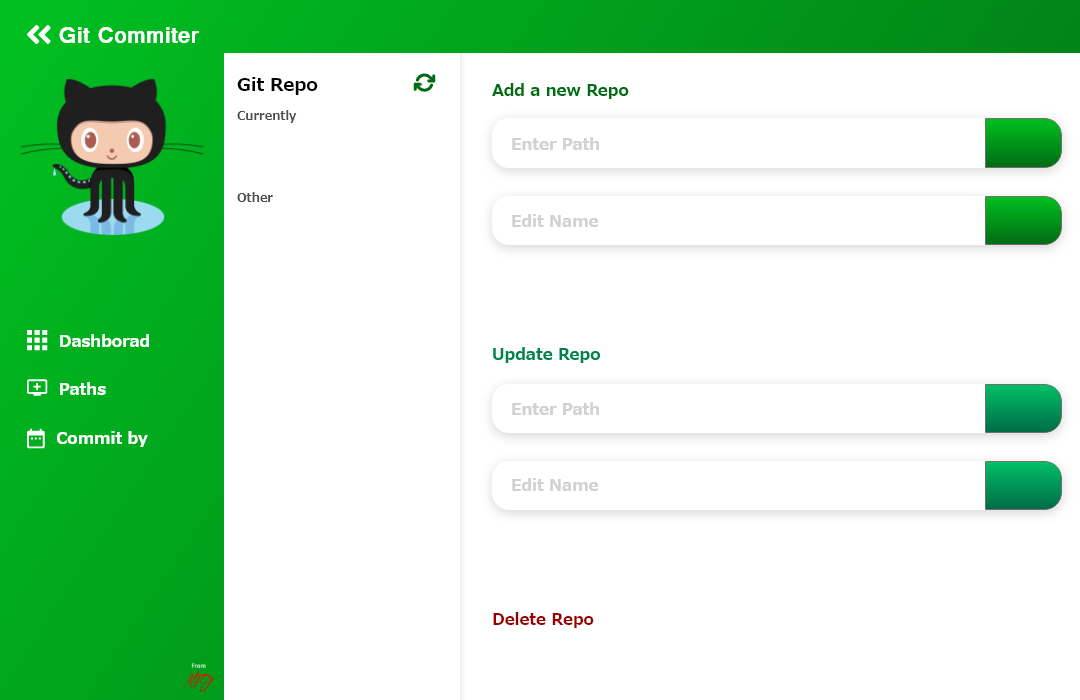 Git Commiter
Dashborad
Paths
Commit by
From
Git Repo
Currently
Other
Add a new Repo
Enter Path
Edit Name
Update Repo
Enter Path
Edit Name
Delete Repo